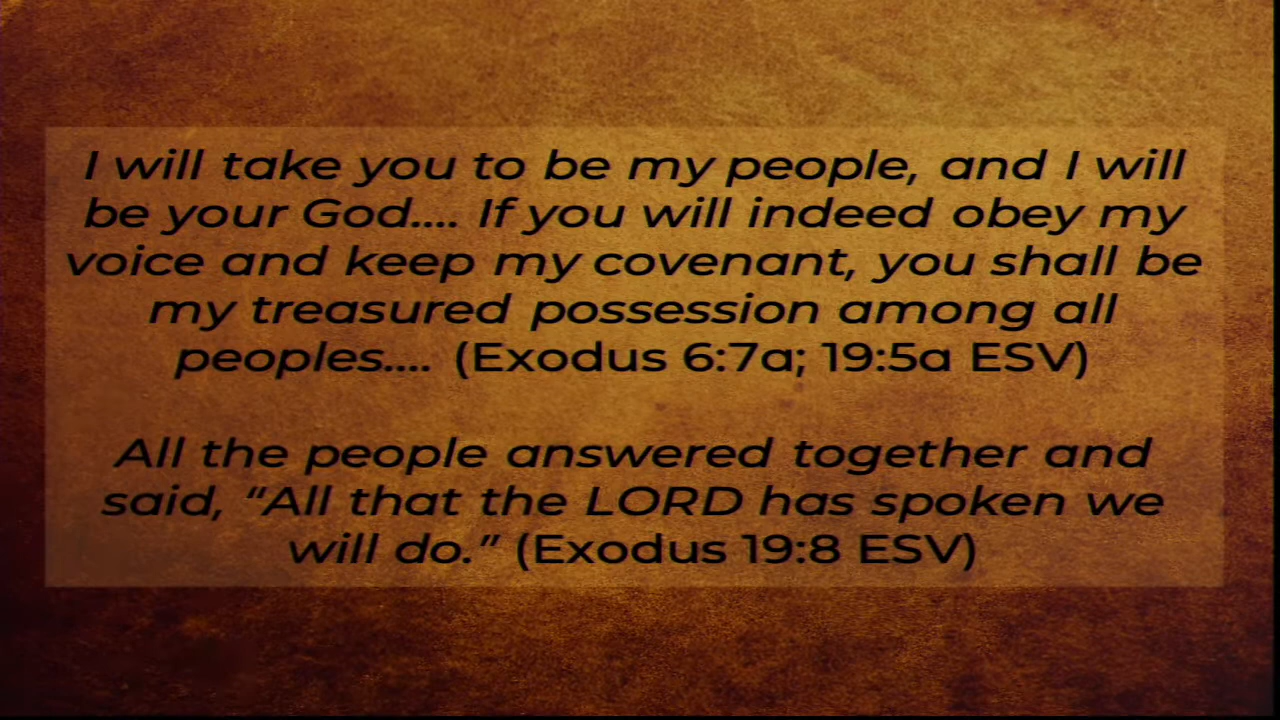 I will take you to be my people, and I will
be your God.... If you will indeed obey my
voice and keep my covenant, you shall be
my treasured possession among all
peoples.... (Exodus 6:7a; 19:5a ESV)
All the people answered together and
said, “All that the LORD has spoken we
will do.” (Exodus 19:8 ESV)